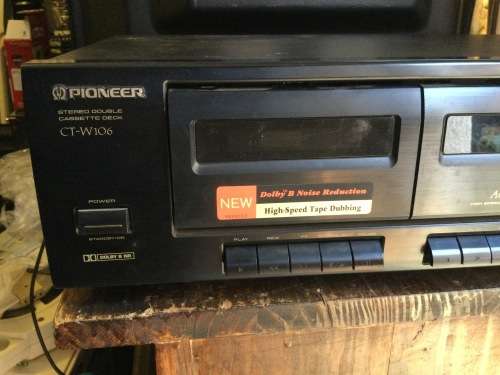 PIONEER
STEREO DOUBLE
CASSETTE DECK
CT-W106
NEW
Dolby B Noise Reduction
High-Speed Tape Dubbing
POWER
STANDBY/ON
PLAY
DOLBY B NR